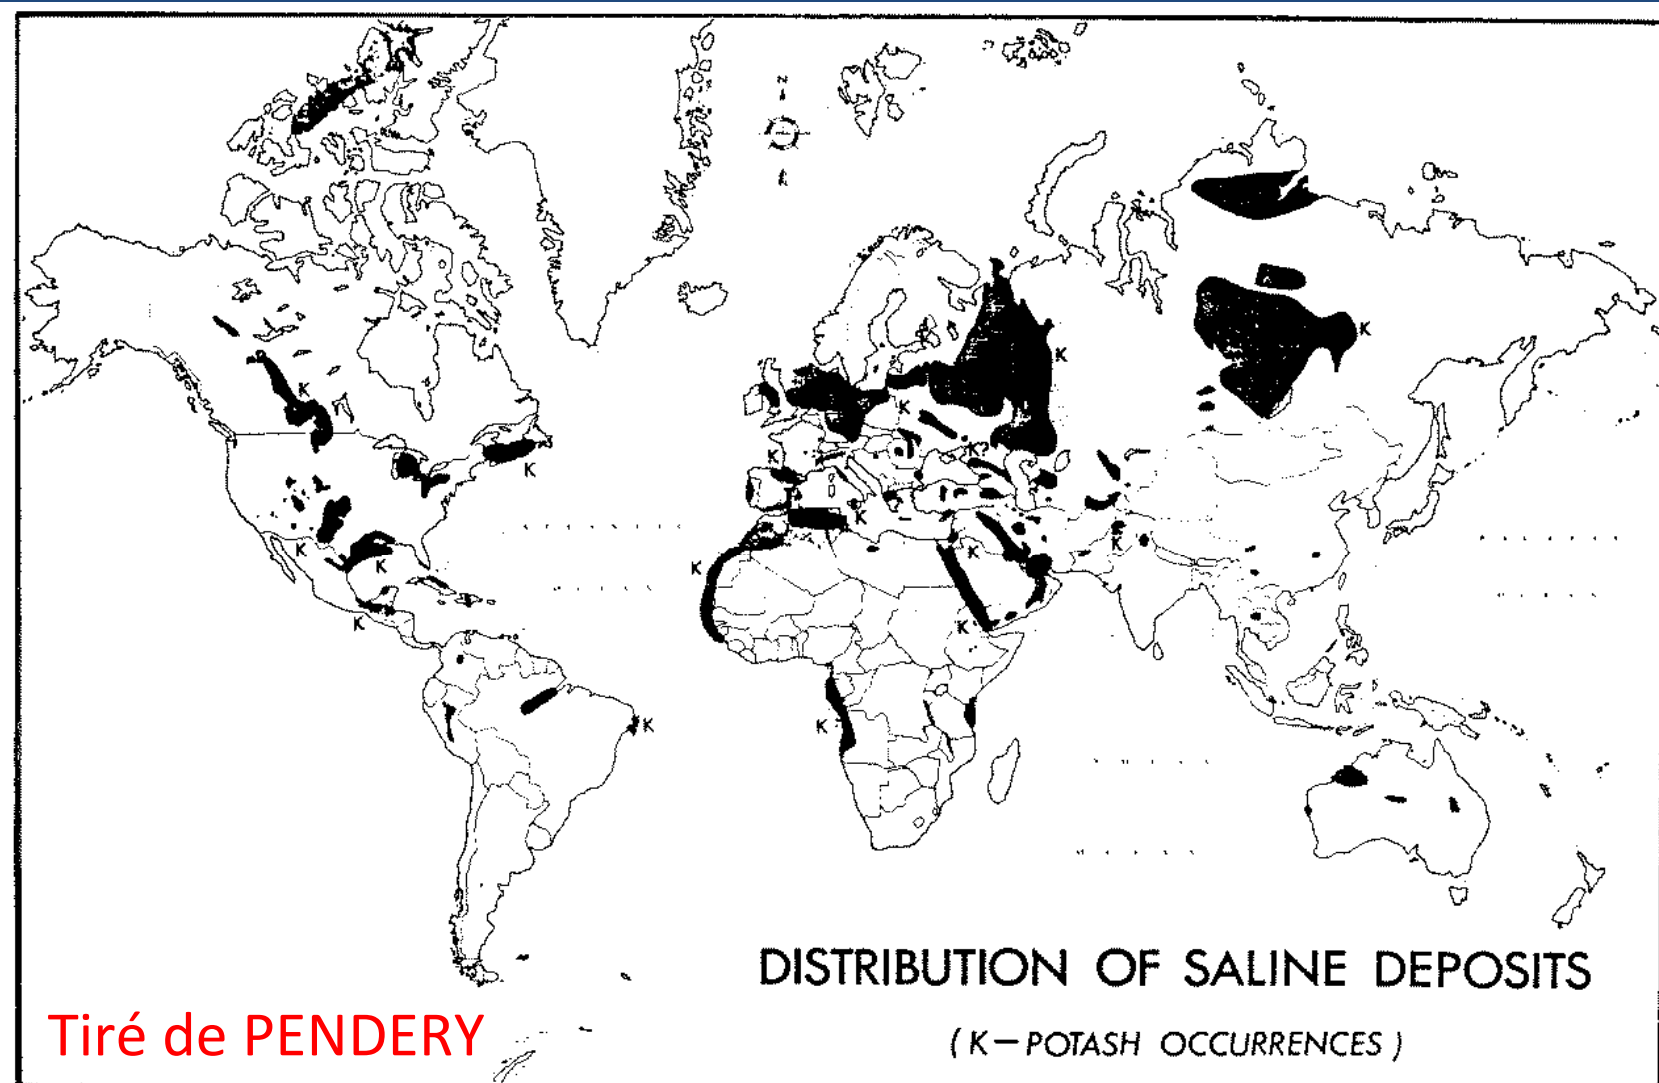 N
K
K
K
K
K
K
K
K
K?
K
K
K
K
K
K
K
K
K
K
DISTRIBUTION OF SALINE DEPOSITS
Tiré de PENDERY
( K – POTASH OCCURRENCES )